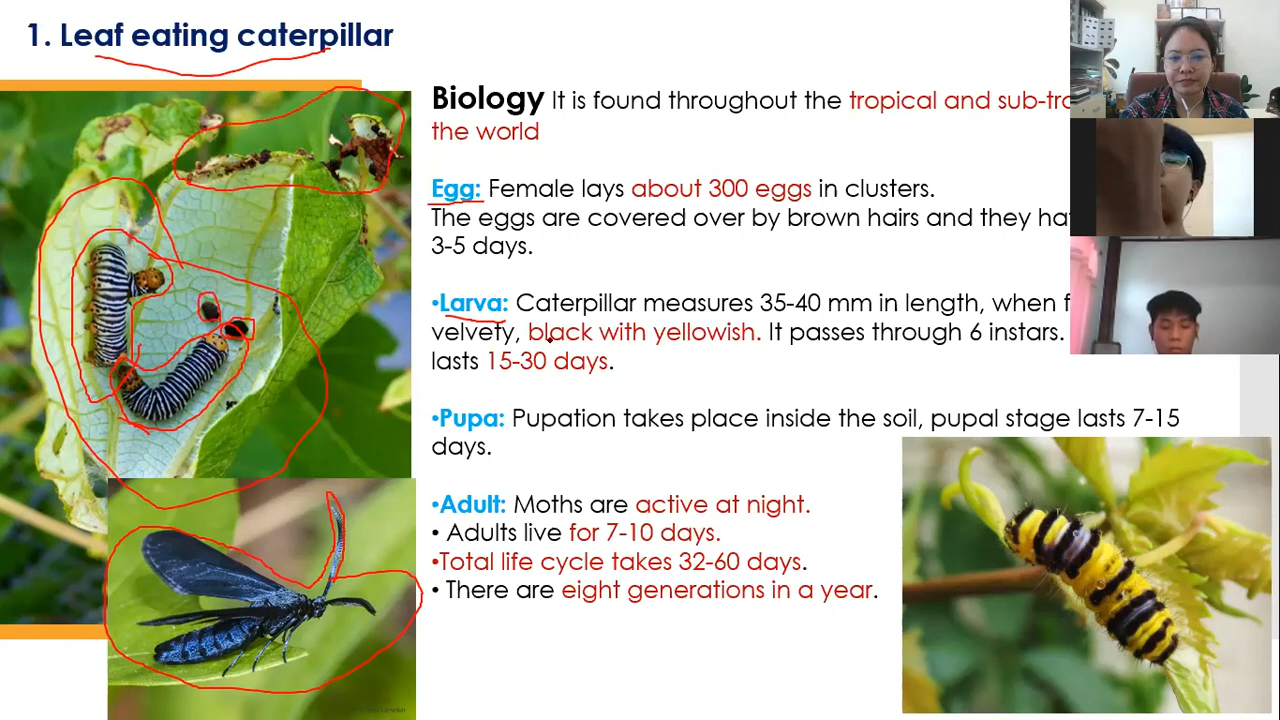 1. Leaf eating caterpillar
Biology It is found throughout the tropical and
the world
Egg: Female lays about 300 eggs in clusters.
The eggs are covered over by brown hairs and they
3-5 days.
•Larva: Caterpillar measures 35-40 mm in length, when
velvety, black with yellowish. It passes through 6 instars.
lasts 15-30 days.
•Pupa: Pupation takes place inside the soil, pupal stage lasts 7-15
days.
•Adult: Moths are active at night.
• Adults live for 7-10 days.
•Total life cycle takes 32-60 days.
• There are eight generations in a year.